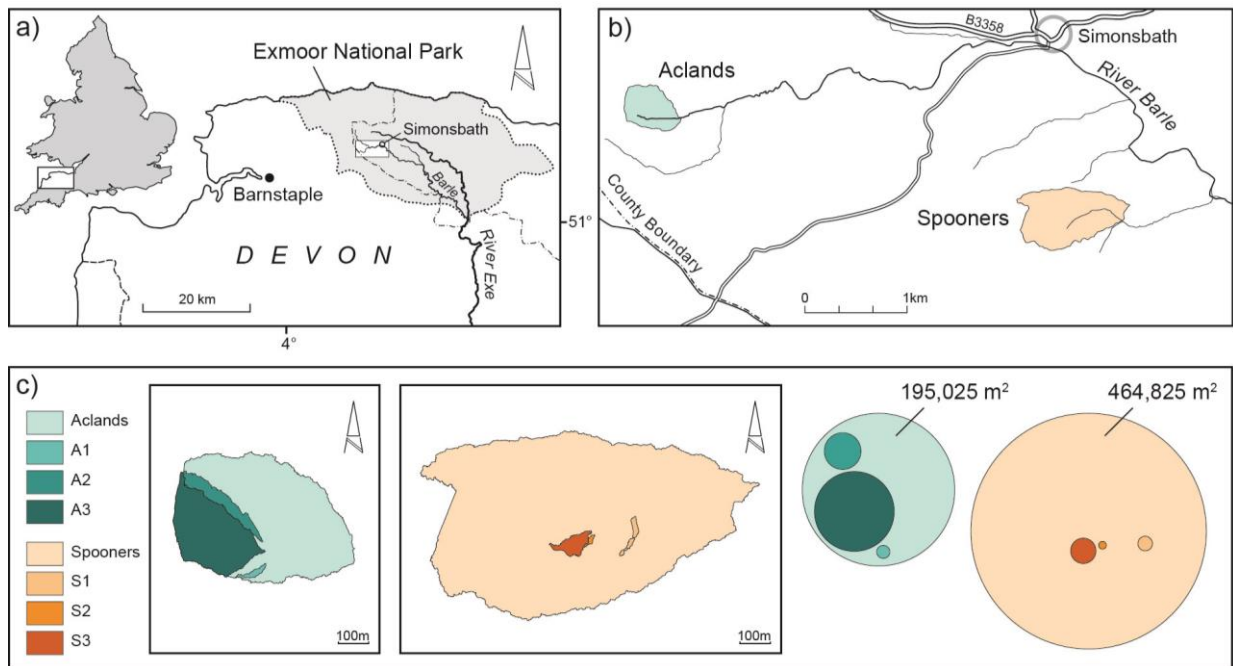 a)
Exmoor National Park
Simonsbath
Barnstaple
Barle
River Exe
DEVON
20 km
51°
4°
b)
B3358
Simonsbath
Aclands
River Barle
Spooners
County Boundary
0 1km
c)
Aclands
A1
A2
A3
Spooners
S1
S2
S3
100m
100m
195,025 m²
464,825 m²